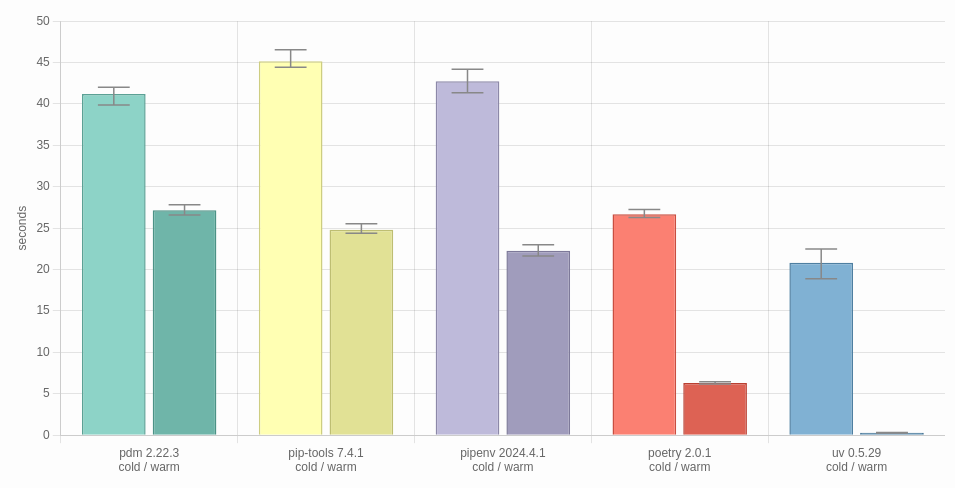 50
45
40
35
30
25
20
15
10
5
0
seconds
pdm 2.22.3
cold / warm
pip-tools 7.4.1
cold / warm
pipenv 2024.4.1
cold / warm
poetry 2.0.1
cold / warm
uv 0.5.29
cold / warm